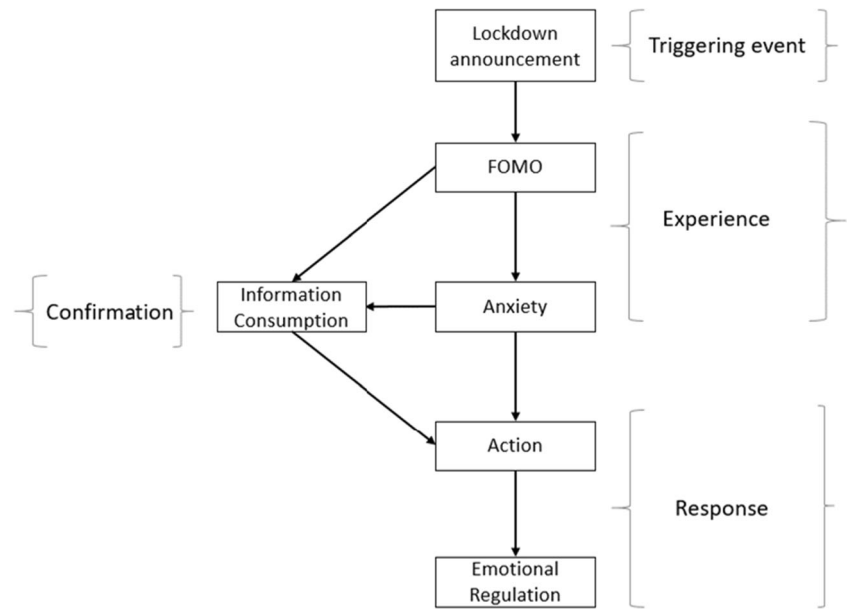 Lockdown
announcement
Triggering event
FOMO
Experience
Confirmation
Information
Consumption
Anxiety
Action
Response
Emotional
Regulation